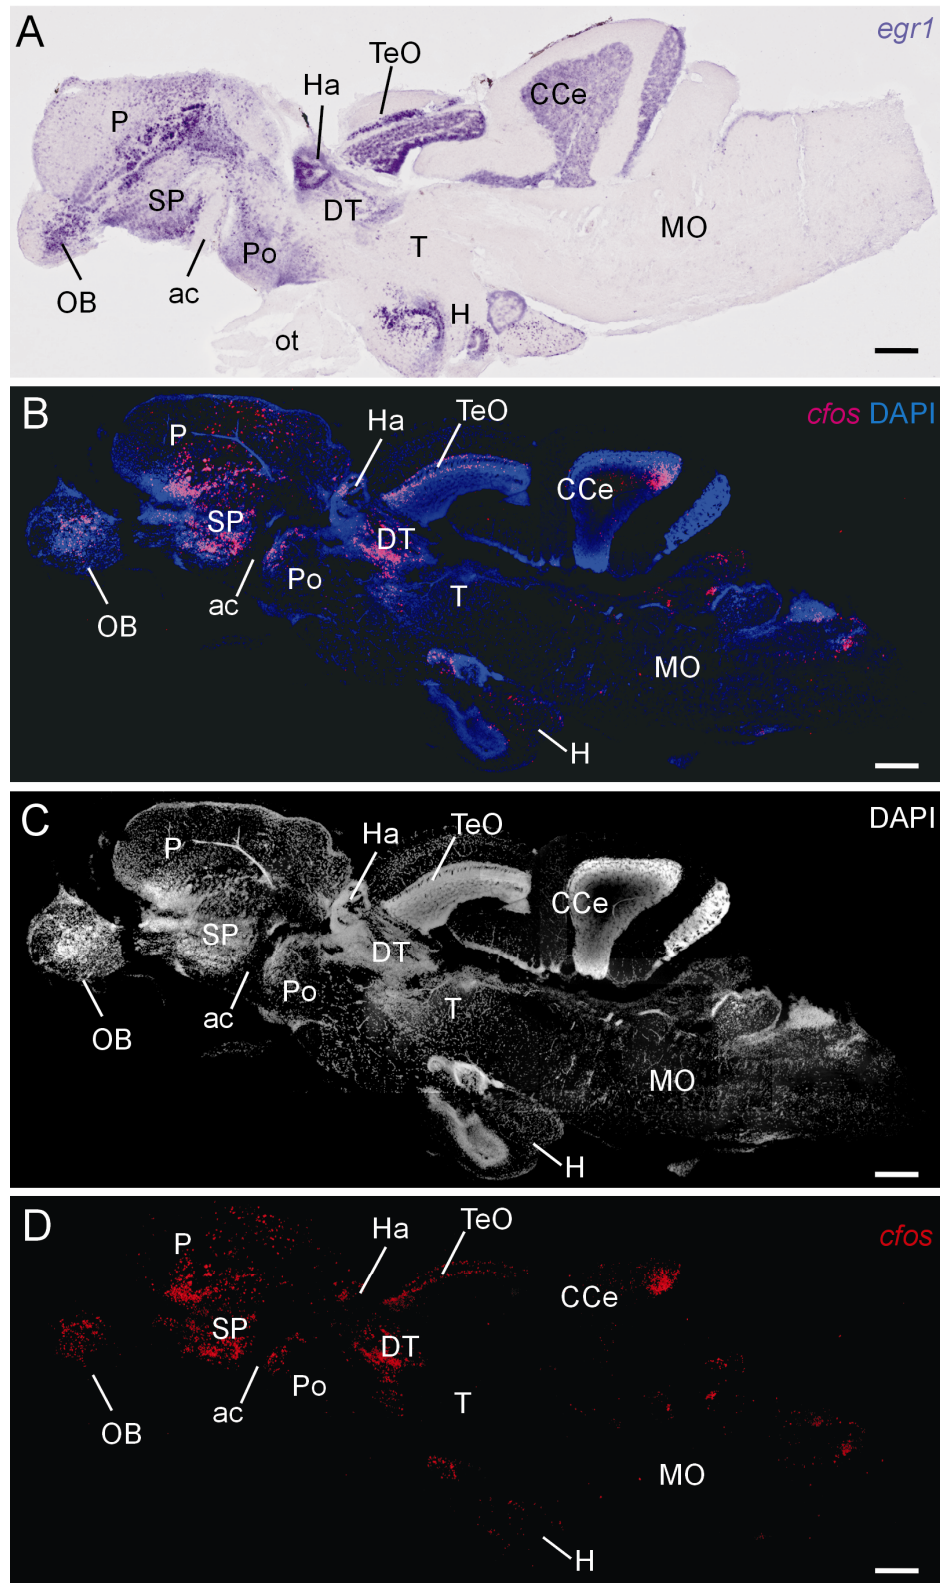 A
egr1
TeO
Ha
CCe
P
SP
DT
MO
Po
T
OB
ac
H
ot
B
cfos DAPI
TeO
Ha
P
CCe
SP
DT
Po
T
ac
OB
MO
H
C
DAPI
TeO
Ha
P
CCe
SP
DT
Po
T
ac
OB
MO
H
D
cfos
TeO
Ha
P
CCe
SP
DT
Po
T
ac
OB
MO
H